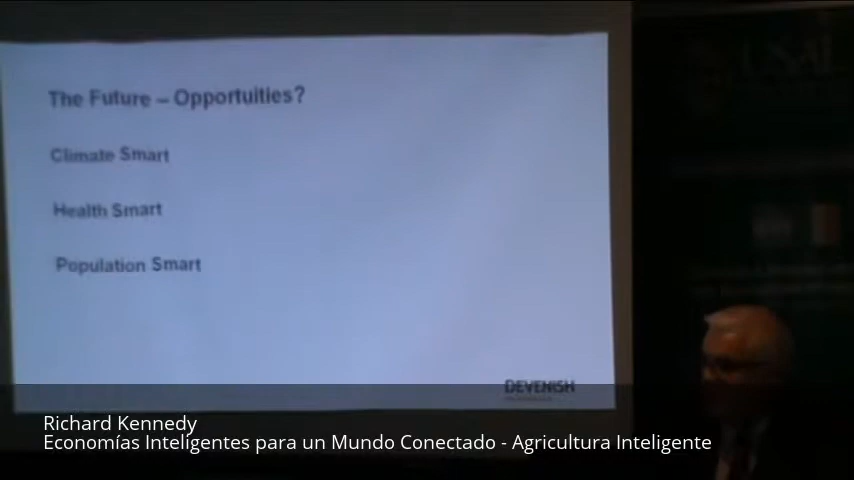 The Future – Opportuities?
Climate Smart
Health Smart
Population Smart
DEVENISH
Richard Kennedy
Economías Inteligentes para un Mundo Conectado - Agricultura Inteligente